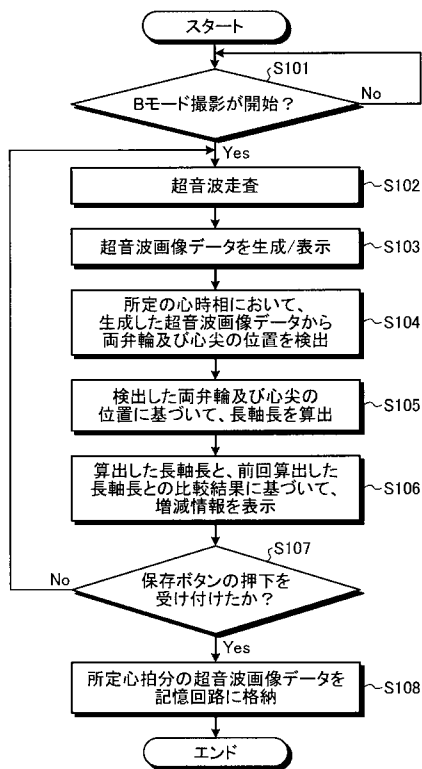 スタート
S101
Bモード撮影が開始？
No
Yes
超音波走査
S102
超音波画像データを生成/表示
S103
所定の心時相において、
生成した超音波画像データから
両弁輪及び心尖の位置を検出
S104
検出した両弁輪及び心尖の
位置に基づいて、長軸長を算出
S105
算出した長軸長と、前回算出した
長軸長との比較結果に基づいて、
増減情報を表示
S106
S107
保存ボタンの押下を
受け付けたか？
No
Yes
所定心拍分の超音波画像データを
記憶回路に格納
S108
エンド